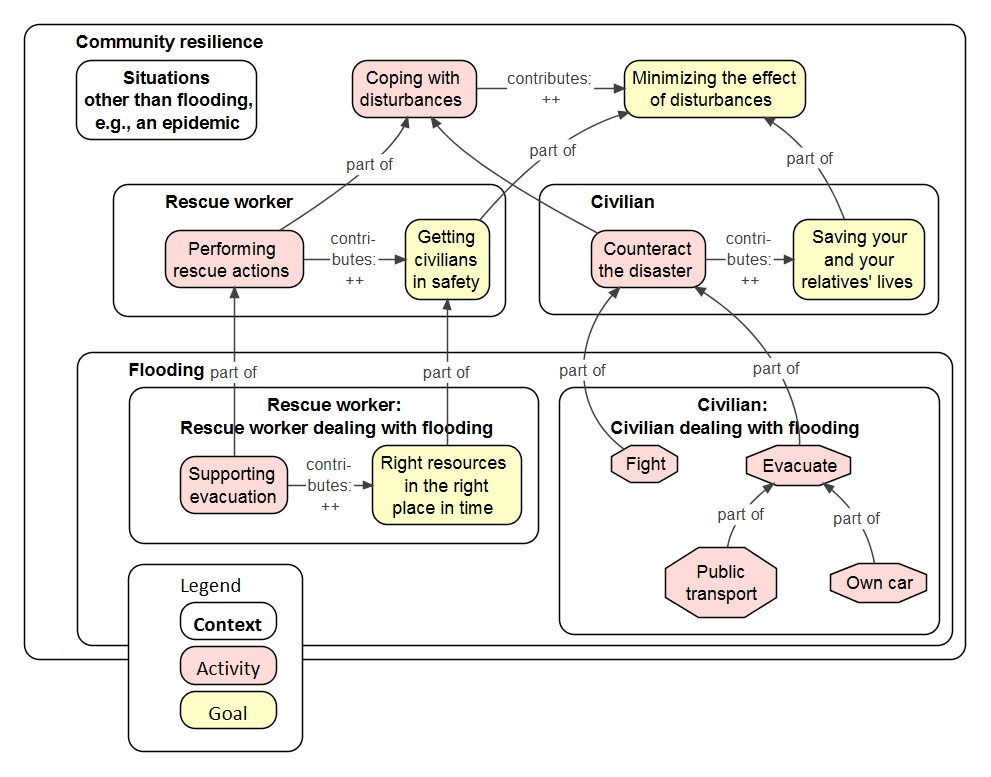 Community resilience
Situations
other than flooding,
e.g., an epidemic
Coping with
disturbances
contributes:
++
Minimizing the effect
of disturbances
part of
part of
part of
Rescue worker
Performing
rescue actions
contri-
butes:
++
Getting
civilians
in safety
Civilian
Counteract
the disaster
contri-
butes:
++
Saving your
and your
relatives' lives
Flooding
part of
part of
part of
part of
Rescue worker:
Rescue worker dealing with flooding
Supporting
evacuation
contri-
butes:
++
Right resources
in the right
place in time
Civilian:
Civilian dealing with flooding
Fight
Evacuate
part of
part of
Public
transport
Own car
Legend
Context
Activity
Goal